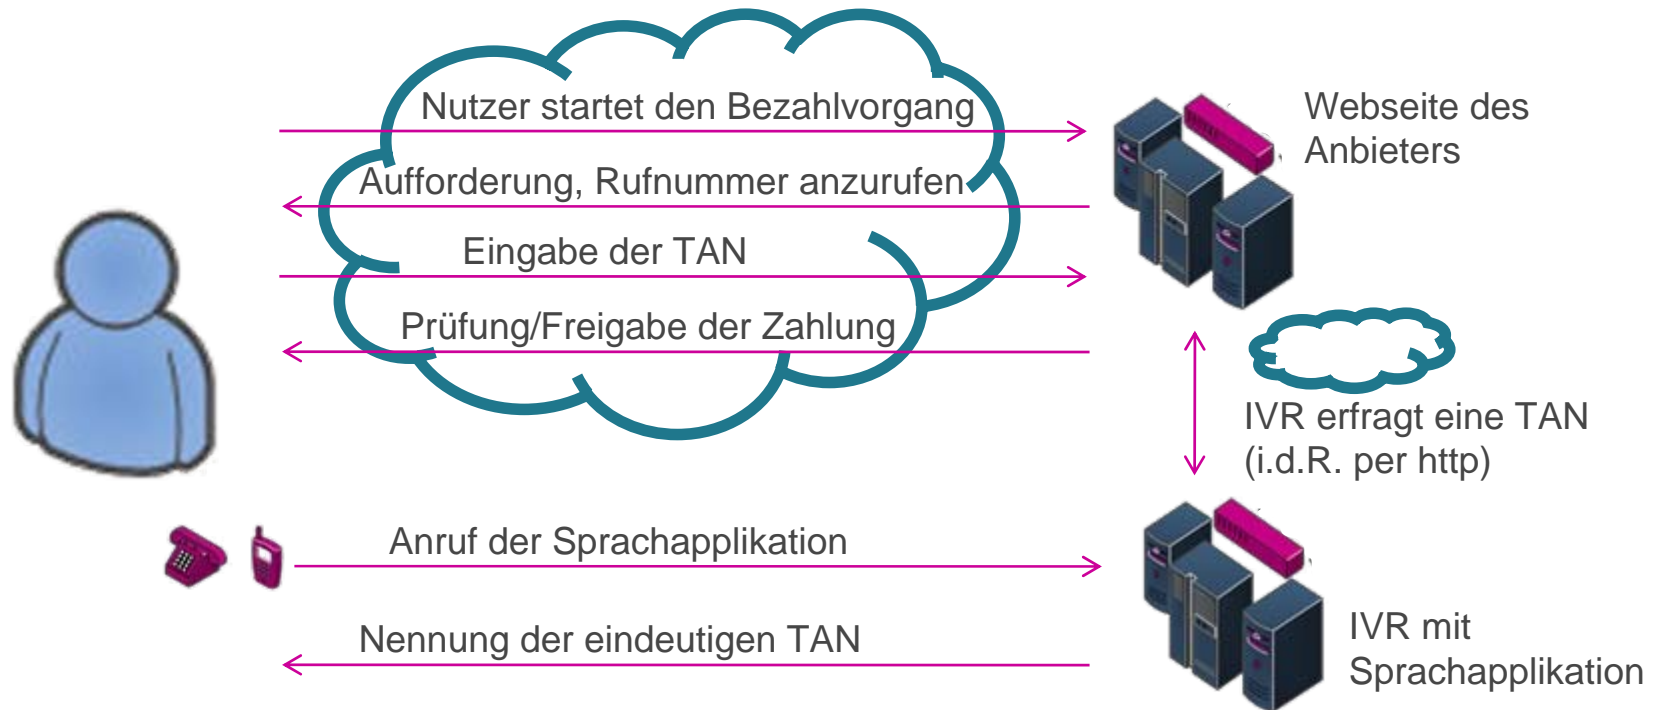 Nutzer startet den Bezahlvorgang
Webseite des
Anbieters
Aufforderung, Rufnummer anzurufen
Eingabe der TAN
Prüfung/Freigabe der Zahlung
IVR erfragt eine TAN
(i.d.R. per http)
Anruf der Sprachapplikation
Nennung der eindeutigen TAN
IVR mit
Sprachapplikation